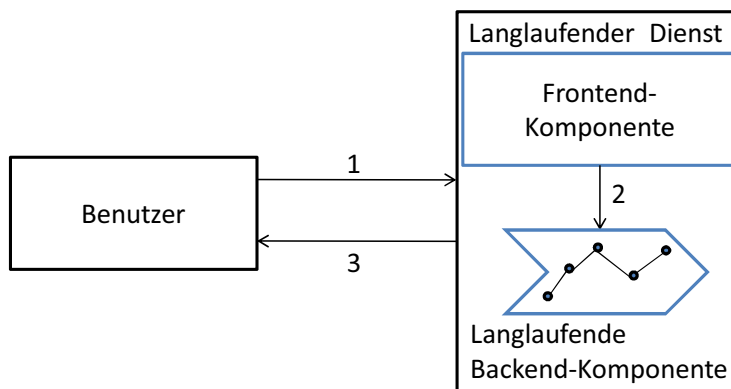 Langlaufender Dienst
Frontend-
Komponente
1
Benutzer
2
3
Langlaufende
Backend-Komponente